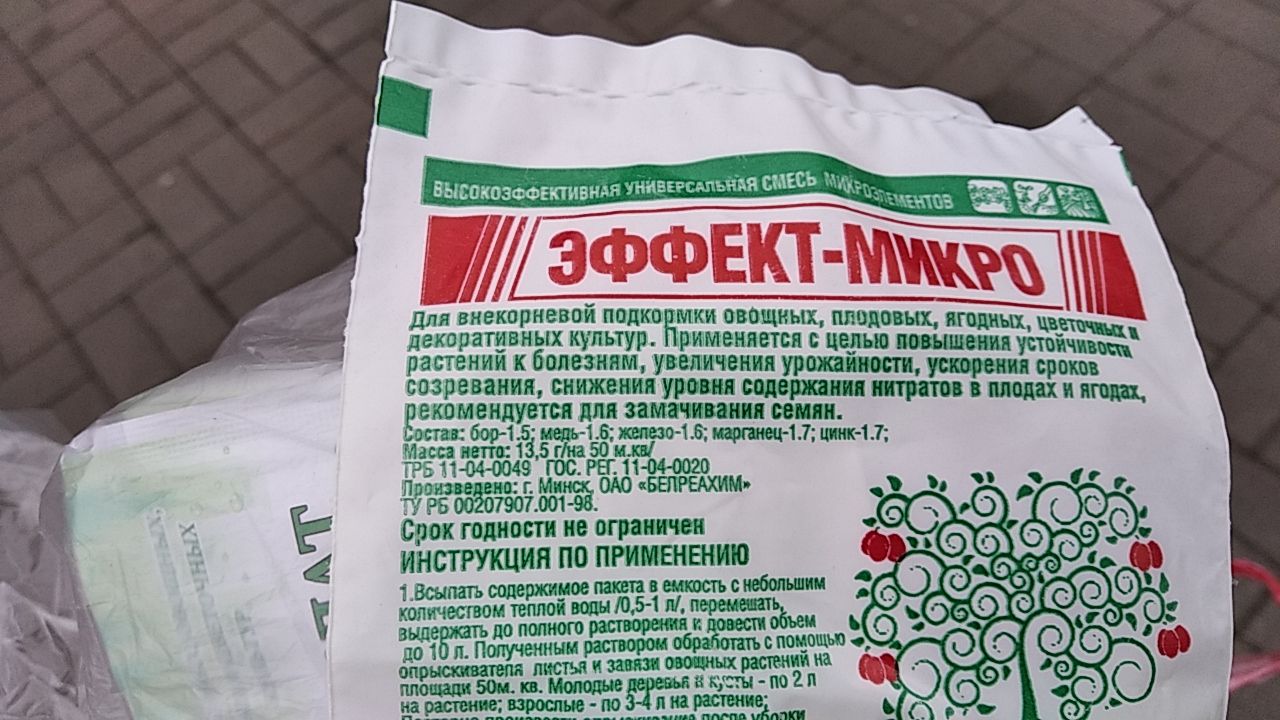 ВЫСОКОЭФФЕКТИВНАЯ УНИВЕРСАЛЬНАЯ СМЕСЬ МИКРОЭЛЕМЕНТОВ
ЭФФЕКТ-МИКРО
Для внекорневой подкормки овощных, плодовых, ягодных, цветочных и
декоративных культур. Применяется с целью повышения устойчивости
растений к болезням, увеличения урожайности, ускорения сроков
созревания, снижения уровня содержания нитратов в плодах и ягодах,
рекомендуется для замачивания семян.
Состав: бор-1.5; медь-1.6; железо-1.6; марганец-1.7; цинк-1.7;
Масса нетто: 13,5 г/на 50 м.кв/
ТРБ 11-04-0049 ГОС. РЕГ. 11-04-0020
Произведено: г. Минск, ОАО «БЕЛРЕАХИМ»
ТУ РБ 00207907.001-98.
Срок годности не ограничен
ИНСТРУКЦИЯ ПО ПРИМЕНЕНИЮ
1.Всыпать содержимое пакета в емкость с небольшим
количеством теплой воды /0,5-1 л/, перемешать,
выдержать до полного растворения и довести объем
до 10 л. Полученным раствором обработать с помощью
опрыскивателя листья и завязи овощных растений на
площади 50м. кв. Молодые деревья и кусты - по 2 л
на растение; взрослые - по 3-4 л на растение;
Повторно произвести опрыскивание после уборки